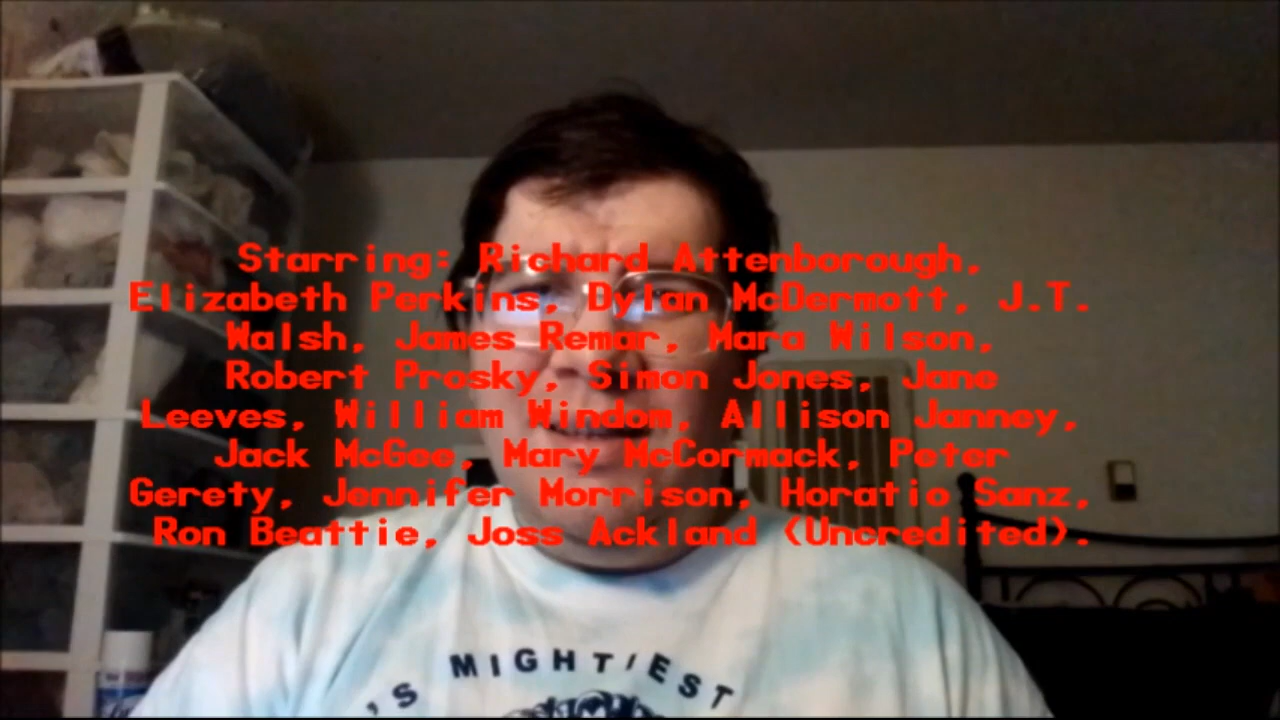 Starring: Richard Attenborough,
Elizabeth Perkins, Dylan McDermott, J.T.
Walsh, James Remar, Mara Wilson,
Robert Prosky, Simon Jones, Jane
Leeves, William Windom, Allison Janney,
Jack McGee, Mary McCormack, Peter
Gerety, Jennifer Morrison, Horatio Sanz,
Ron Beattie, Joss Ackland (Uncredited).
'S MIGHTIEST